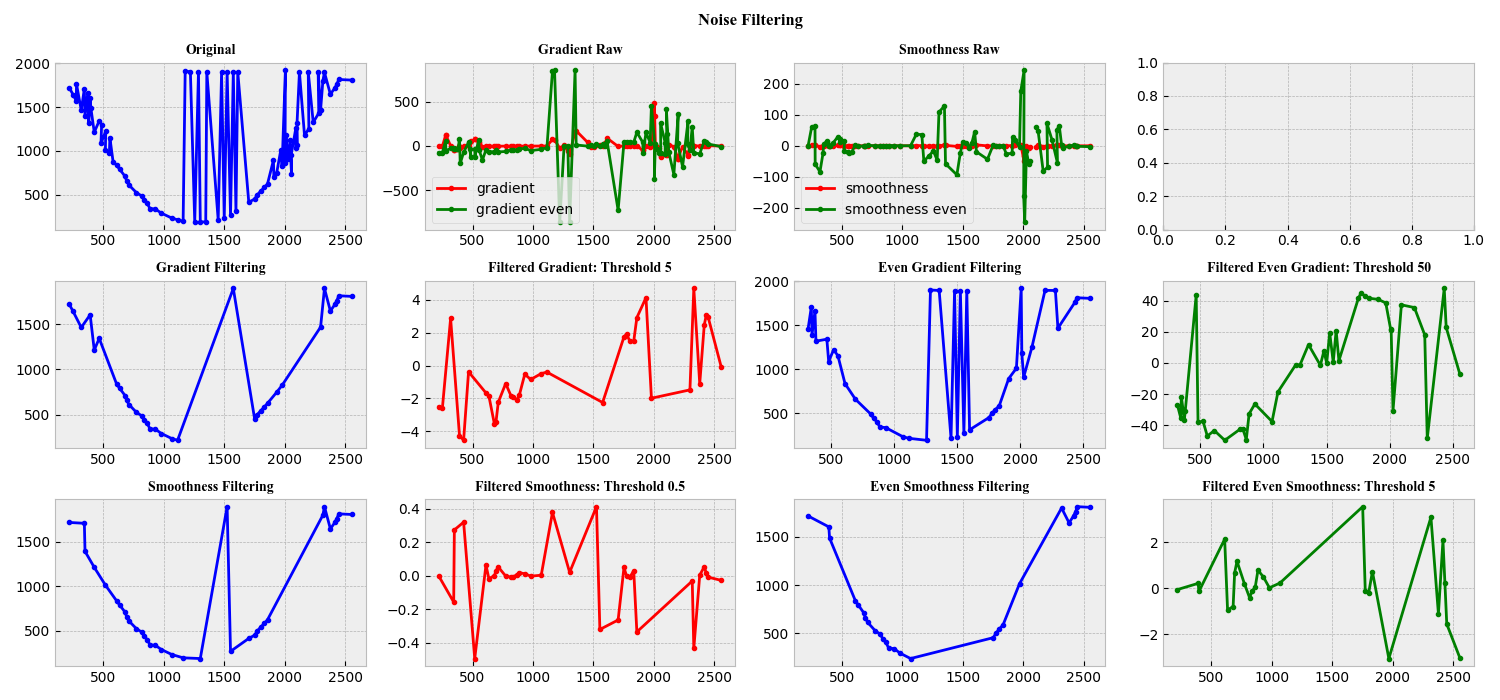 Noise Filtering
Original
Gradient Raw
Smoothness Raw
2000
1500
1000
500
500 1000 1500 2000 2500
500
0
−500
gradient
gradient even
500 1000 1500 2000 2500
200
100
0
−100
−200
smoothness
smoothness even
500 1000 1500 2000 2500
1.0
0.8
0.6
0.4
0.2
0.0
0.0 0.2 0.4 0.6 0.8 1.0
Gradient Filtering
Filtered Gradient: Threshold 5
Even Gradient Filtering
Filtered Even Gradient: Threshold 50
1500
1000
500
500 1000 1500 2000 2500
4
2
0
−2
−4
500 1000 1500 2000 2500
2000
1500
1000
500
500 1000 1500 2000 2500
40
20
0
−20
−40
500 1000 1500 2000 2500
Smoothness Filtering
Filtered Smoothness: Threshold 0.5
Even Smoothness Filtering
Filtered Even Smoothness: Threshold 5
1500
1000
500
500 1000 1500 2000 2500
0.4
0.2
0.0
−0.2
−0.4
500 1000 1500 2000 2500
1500
1000
500
500 1000 1500 2000 2500
2
0
−2
500 1000 1500 2000 2500